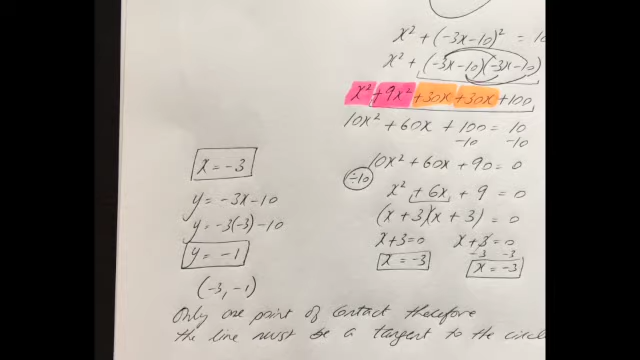 x² + (-3x-10)² = 10
x² + (-3x-10)(-3x-10)
x² +9x² +30x +30x +100
10x² + 60x + 100 = 10
-10 -10
10x² + 60x + 90 = 0
÷10
x² + 6x + 9 = 0
(x + 3)(x + 3) = 0
x+3=0 x+3=0
-3 -3
x = -3 x = -3
x = -3
y = -3x-10
y = -3(-3)-10
y = -1
(-3, -1)
Only one point of contact therefore
the line must be a tangent to the circle